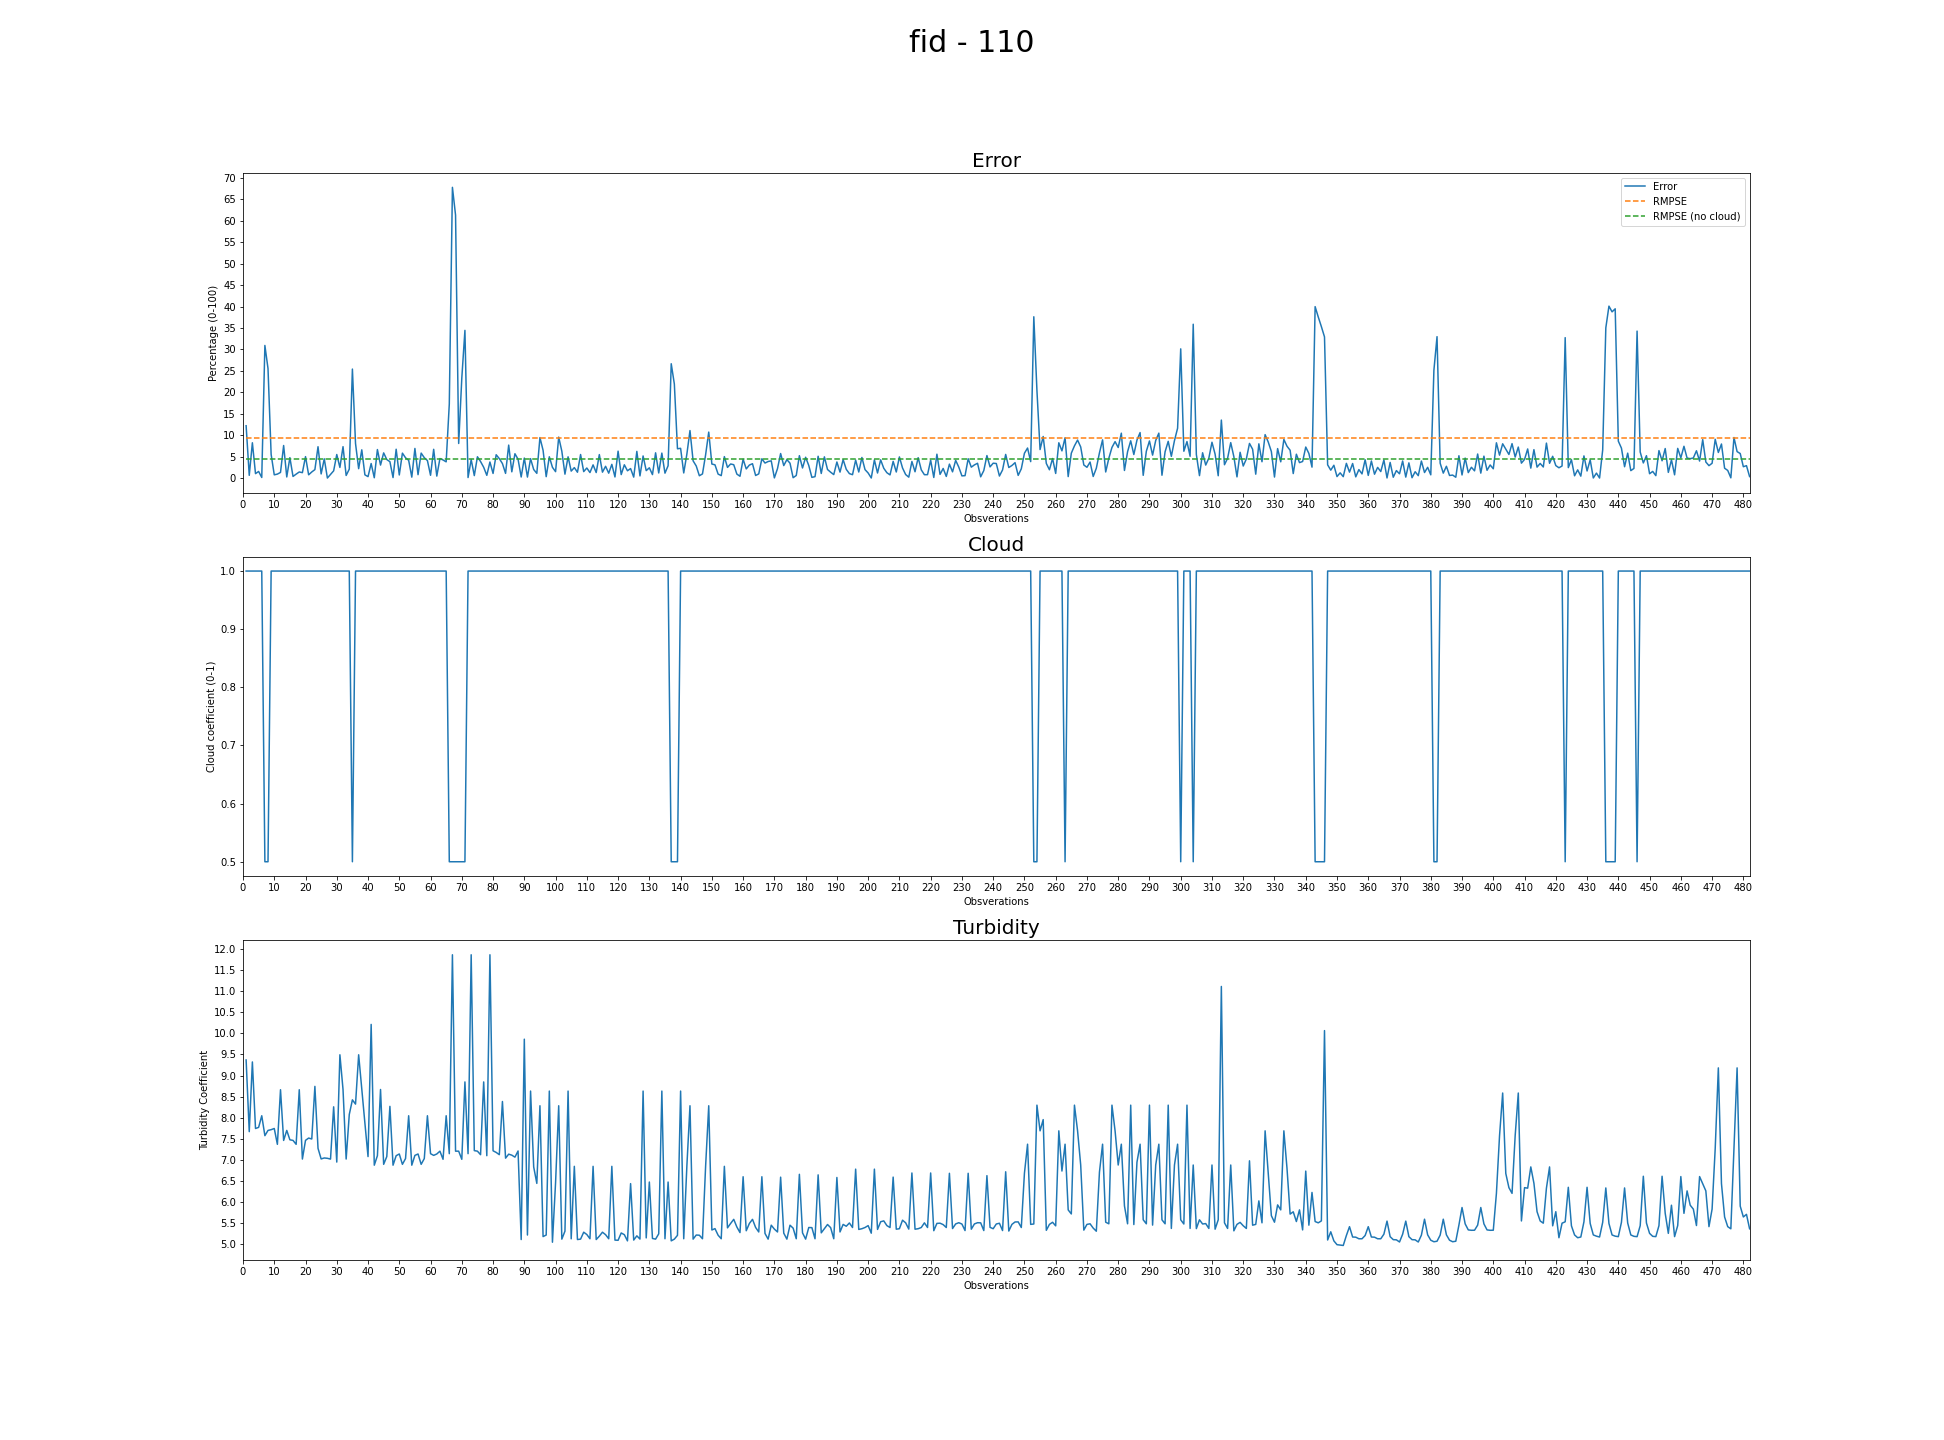 fid - 110
Error
70
65
60
55
50
45
40
35
30
25
20
15
10
5
0
Percentage (0-100)
Error
RMPSE
RMPSE (no cloud)
0 10 20 30 40 50 60 70 80 90 100 110 120 130 140 150 160 170 180 190 200 210 220 230 240 250 260 270 280 290 300 310 320 330 340 350 360 370 380 390 400 410 420 430 440 450 460 470 480
Obsverations
Cloud
1.0
0.9
0.8
0.7
0.6
0.5
Cloud coefficient (0-1)
0 10 20 30 40 50 60 70 80 90 100 110 120 130 140 150 160 170 180 190 200 210 220 230 240 250 260 270 280 290 300 310 320 330 340 350 360 370 380 390 400 410 420 430 440 450 460 470 480
Obsverations
Turbidity
12.0
11.5
11.0
10.5
10.0
9.5
9.0
8.5
8.0
7.5
7.0
6.5
6.0
5.5
5.0
Turbidity Coefficient
0 10 20 30 40 50 60 70 80 90 100 110 120 130 140 150 160 170 180 190 200 210 220 230 240 250 260 270 280 290 300 310 320 330 340 350 360 370 380 390 400 410 420 430 440 450 460 470 480
Obsverations